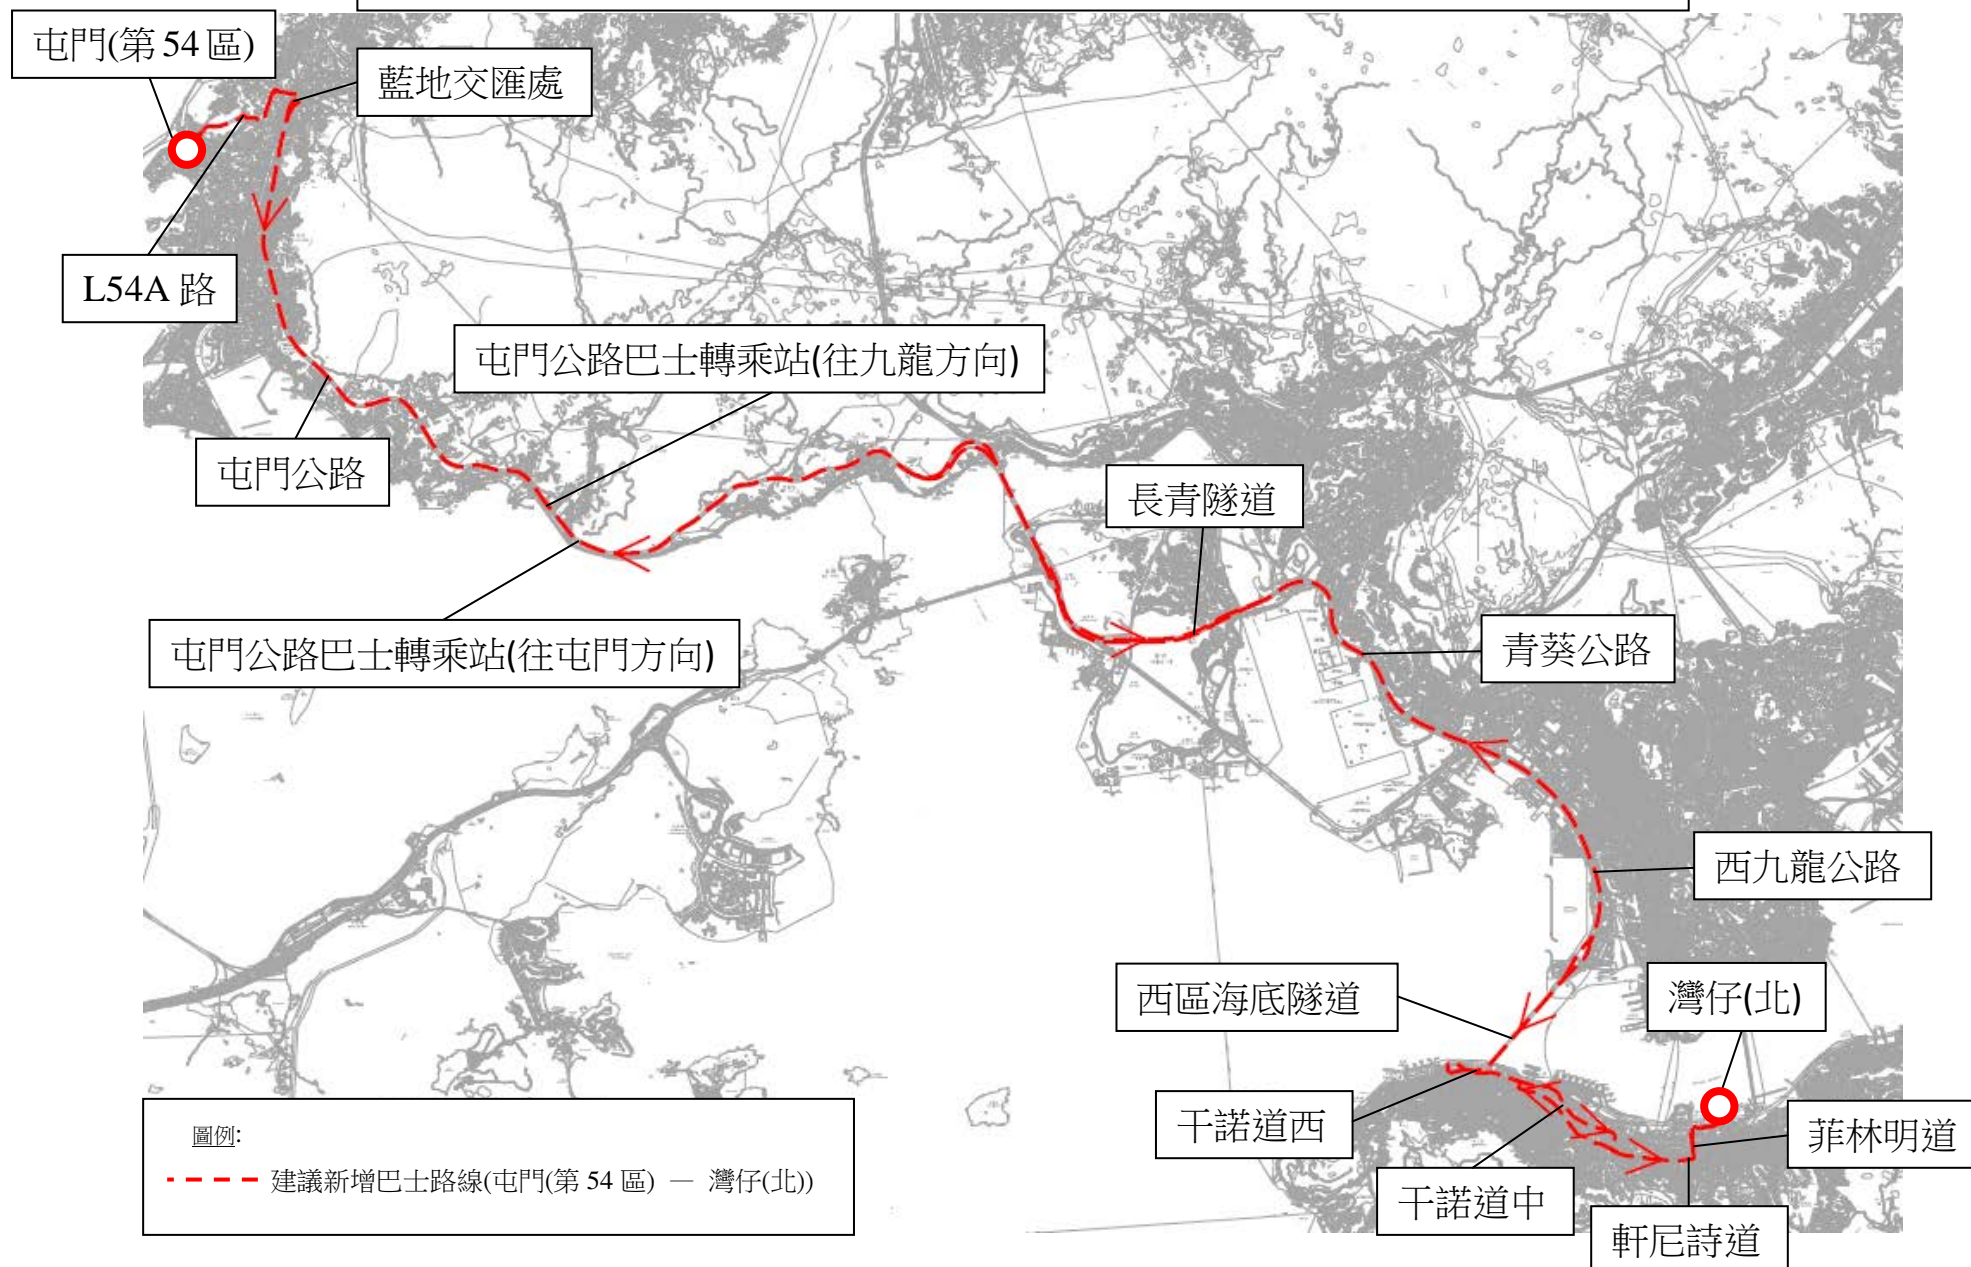 屯門(第 54 區)
藍地交匯處
L54A 路
屯門公路巴士轉乘站(往九龍方向)
屯門公路
長青隧道
屯門公路巴士轉乘站(往屯門方向)
青葵公路
西九龍公路
西區海底隧道
灣仔(北)
干諾道西
菲林明道
干諾道中
軒尼詩道
圖例:
建議新增巴士路線(屯門(第 54 區) － 灣仔(北))